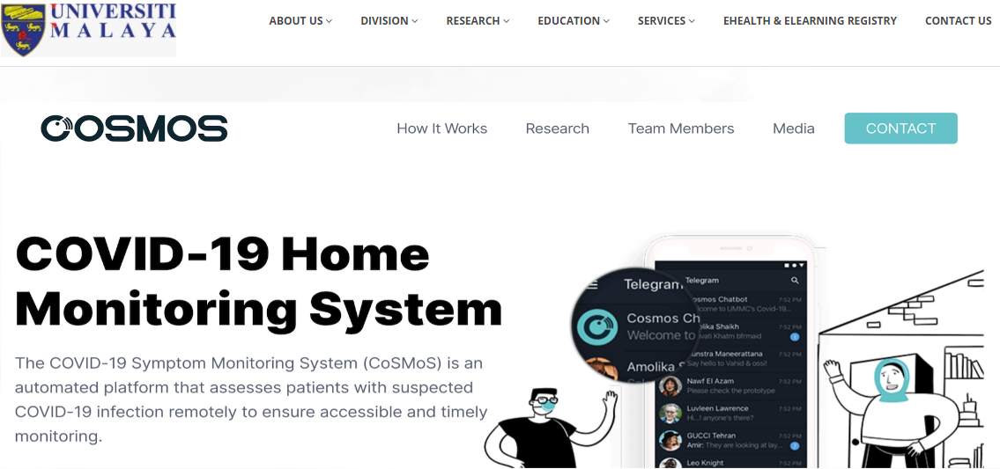 UNIVERSITI
MALAYA
ABOUT US
DIVISION
RESEARCH
EDUCATION
SERVICES
EHEALTH & ELEARNING REGISTRY
CONTACT US
COSMOS
How It Works
Research
Team Members
Media
CONTACT
COVID-19 Home
Monitoring System
The COVID-19 Symptom Monitoring System (CoSMoS) is an
automated platform that assesses patients with suspected
COVID-19 infection remotely to ensure accessible and timely
monitoring.
Telegram
Cosmos Ch
Welcome to
Amolika S
Telegram
osmos Chatbot
7:52 PM
lcome to UMMC's Covid-19...
olika Shaikh
7:52 PM
ivati Khatm bfrmaid
1
unstra Maneerattana
7:52 PM
Say hello to Vahid & ossi!
Nawf El Azam
7:52 PM
Please check the prototype
Luvleen Lawrence
7:52 PM
Hi...! anyone's there?
GUCCI Tehran
7:52 PM
Amir: They are looking at lay...
Leo Knight
7:52 PM